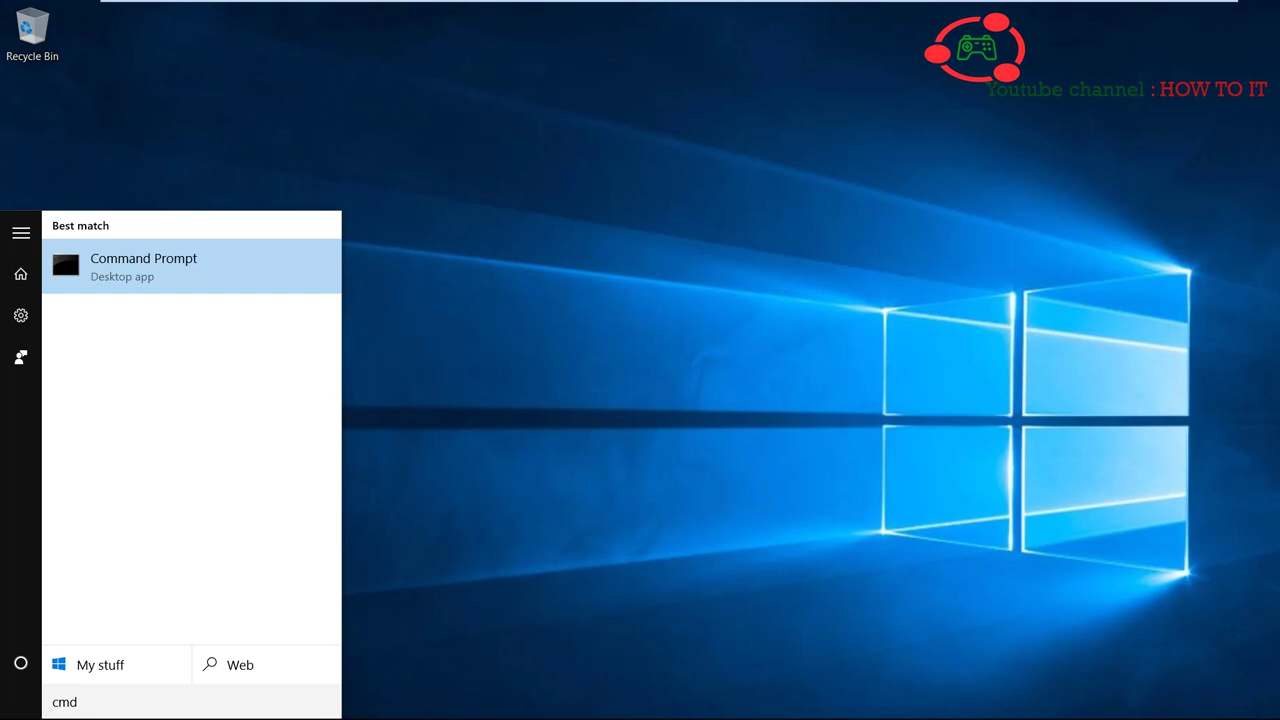 Recycle Bin
Youtube channel : HOW TO IT
Best match
Command Prompt
Desktop app
My stuff
Web
cmd